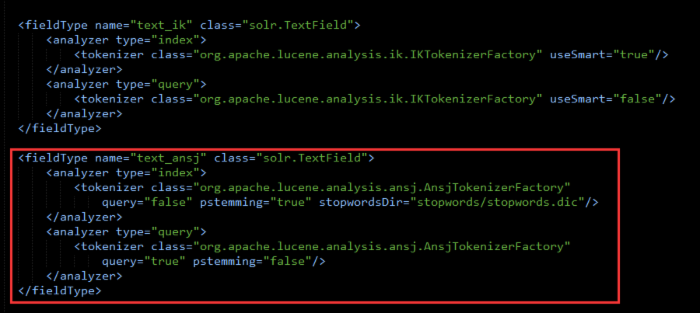 <fieldType name="text_ik" class="solr.TextField">
<analyzer type="index">
<tokenizer class="org.apache.lucene.analysis.ik.IKTokenizerFactory" useSmart="true"/>
</analyzer>
<analyzer type="query">
<tokenizer class="org.apache.lucene.analysis.ik.IKTokenizerFactory" useSmart="false"/>
</analyzer>
</fieldType>
<fieldType name="text_ansj" class="solr.TextField">
<analyzer type="index">
<tokenizer class="org.apache.lucene.analysis.ansj.AnsjTokenizerFactory"
query="false" pstemming="true" stopwordsDir="stopwords/stopwords.dic"/>
</analyzer>
<analyzer type="query">
<tokenizer class="org.apache.lucene.analysis.ansj.AnsjTokenizerFactory"
query="true" pstemming="false"/>
</analyzer>
</fieldType>